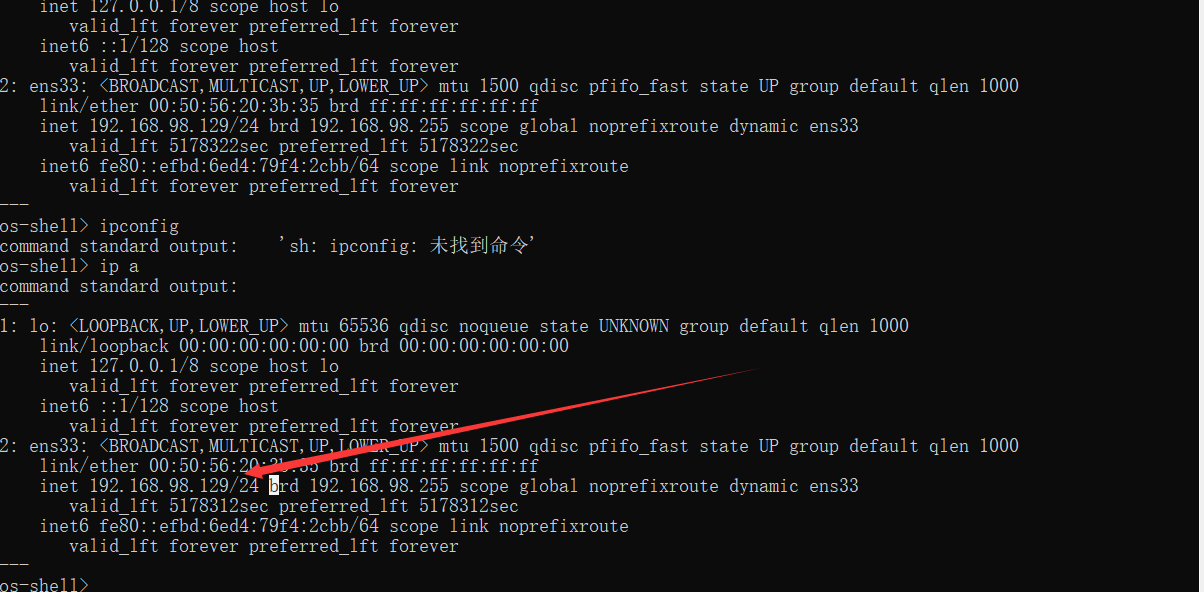 inet 127.0.0.1/8 scope host lo
valid_lft forever preferred_lft forever
inet6 ::1/128 scope host
valid_lft forever preferred_lft forever
2: ens33: <BROADCAST,MULTICAST,UP,LOWER_UP> mtu 1500 qdisc pfifo_fast state UP group default qlen 1000
link/ether 00:50:56:20:3b:35 brd ff:ff:ff:ff:ff:ff
inet 192.168.98.129/24 brd 192.168.98.255 scope global noprefixroute dynamic ens33
valid_lft 5178322sec preferred_lft 5178322sec
inet6 fe80::efbd:6ed4:79f4:2cbb/64 scope link noprefixroute
valid_lft forever preferred_lft forever
---
os-shell> ipconfig
command standard output:    'sh: ipconfig: 未找到命令'
os-shell> ip a
command standard output:
---
1: lo: <LOOPBACK,UP,LOWER_UP> mtu 65536 qdisc noqueue state UNKNOWN group default qlen 1000
link/loopback 00:00:00:00:00:00 brd 00:00:00:00:00:00
inet 127.0.0.1/8 scope host lo
valid_lft forever preferred_lft forever
inet6 ::1/128 scope host
valid_lft forever preferred_lft forever
2: ens33: <BROADCAST,MULTICAST,UP,LOWER_UP> mtu 1500 qdisc pfifo_fast state UP group default qlen 1000
link/ether 00:50:56:20:3b:35 brd ff:ff:ff:ff:ff:ff
inet 192.168.98.129/24 brd 192.168.98.255 scope global noprefixroute dynamic ens33
valid_lft 5178312sec preferred_lft 5178312sec
inet6 fe80::efbd:6ed4:79f4:2cbb/64 scope link noprefixroute
valid_lft forever preferred_lft forever
---
os-shell>